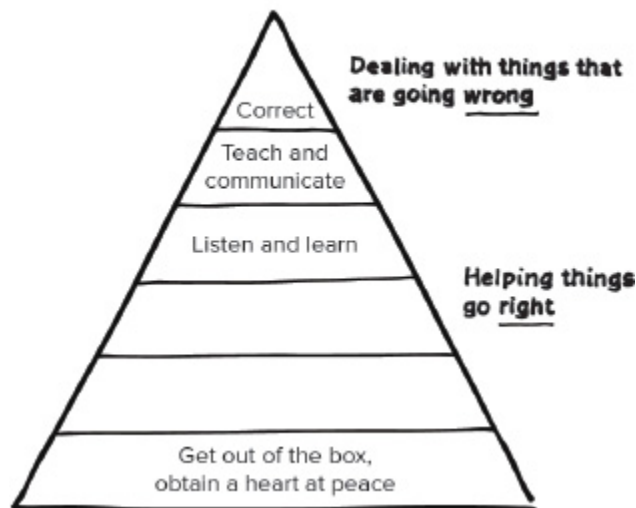 Dealing with things that
are going wrong
Correct
Teach and
communicate
Listen and learn
Helping things
go right
Get out of the box,
obtain a heart at peace